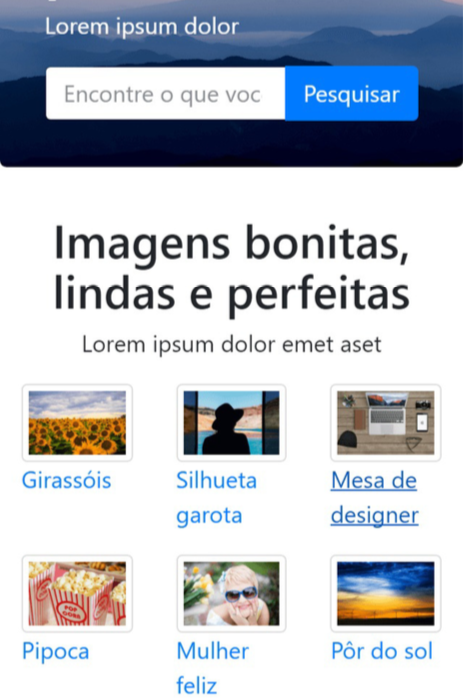 Lorem ipsum dolor
Encontre o que voc
Pesquisar
Imagens bonitas,
lindas e perfeitas
Lorem ipsum dolor emet aset
Girassóis
Silhueta
garota
Mesa de
designer
Pipoca
Mulher
feliz
Pôr do sol